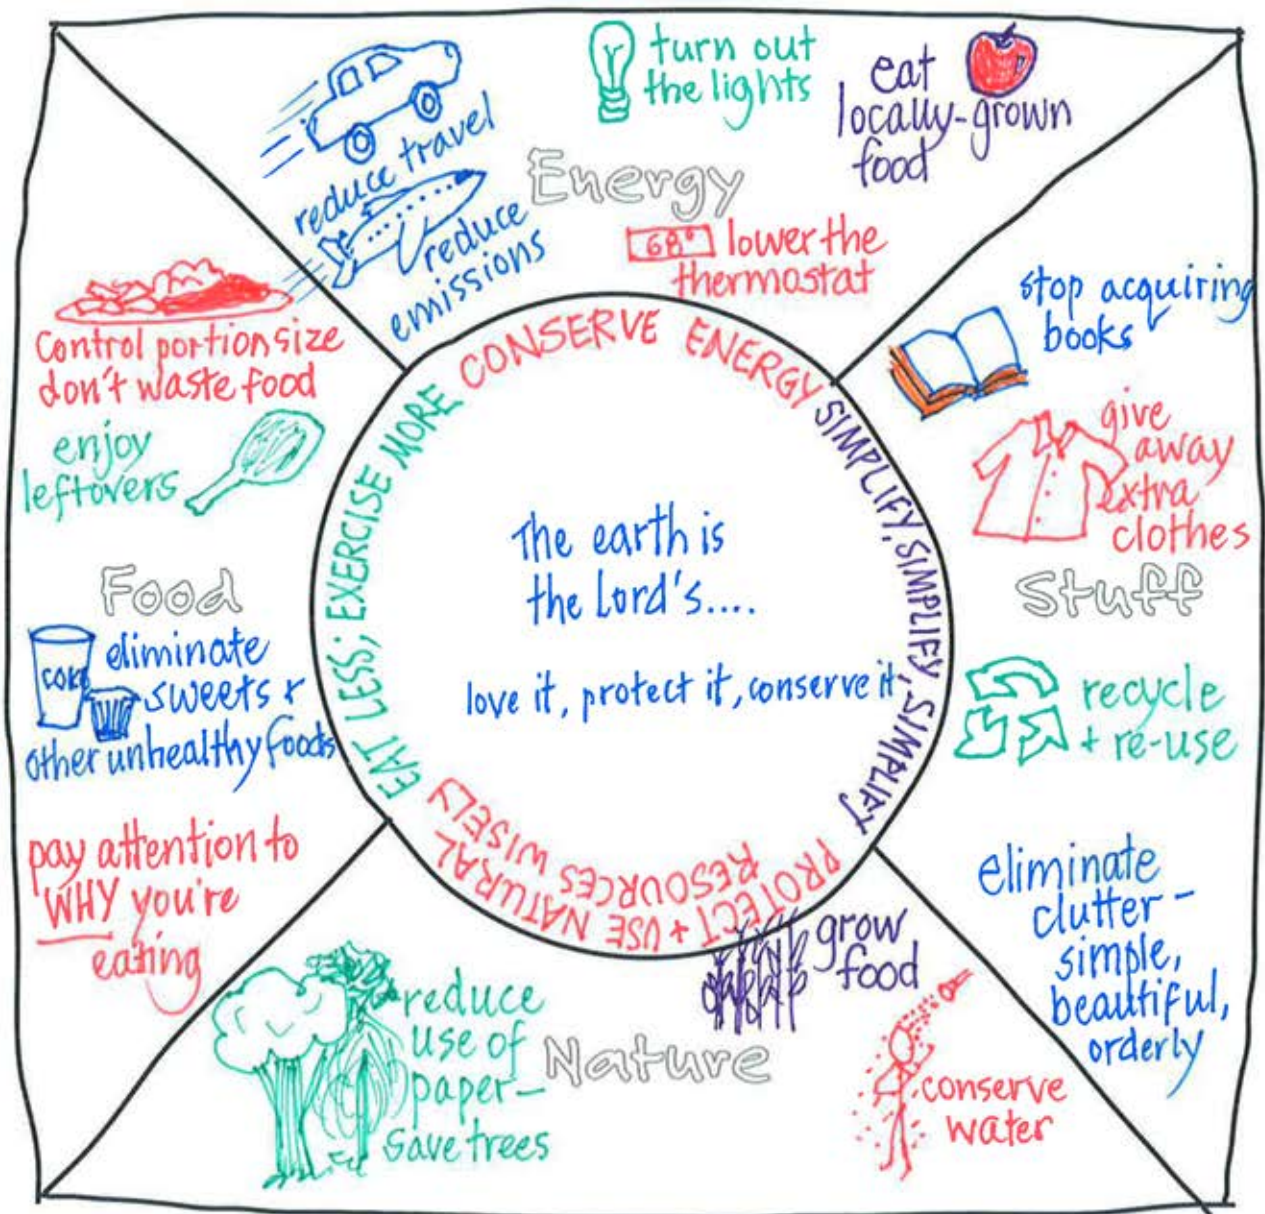 turn out
the lights
eat
locally-grown
food
reduce travel
reduce
emissions
Energy
68° lower the
thermostat
stop acquiring
books
give
away
extra
clothes
Stuff
recycle
+ re-use
eliminate
clutter -
simple,
beautiful,
orderly
grow
food
conserve
water
Nature
reduce
use of
paper-
save trees
Control portion size
don't waste food
enjoy
leftovers
Food
COKE
eliminate
sweets +
other unhealthy foods
pay attention to
WHY you're
eating
CONSERVE ENERGY
SIMPLIFY, SIMPLIFY, SIMPLIFY
PROTECT + USE NATURAL
RESOURCES WISELY
EAT LESS; EXERCISE MORE
The earth is
the Lord's....
love it, protect it, conserve it